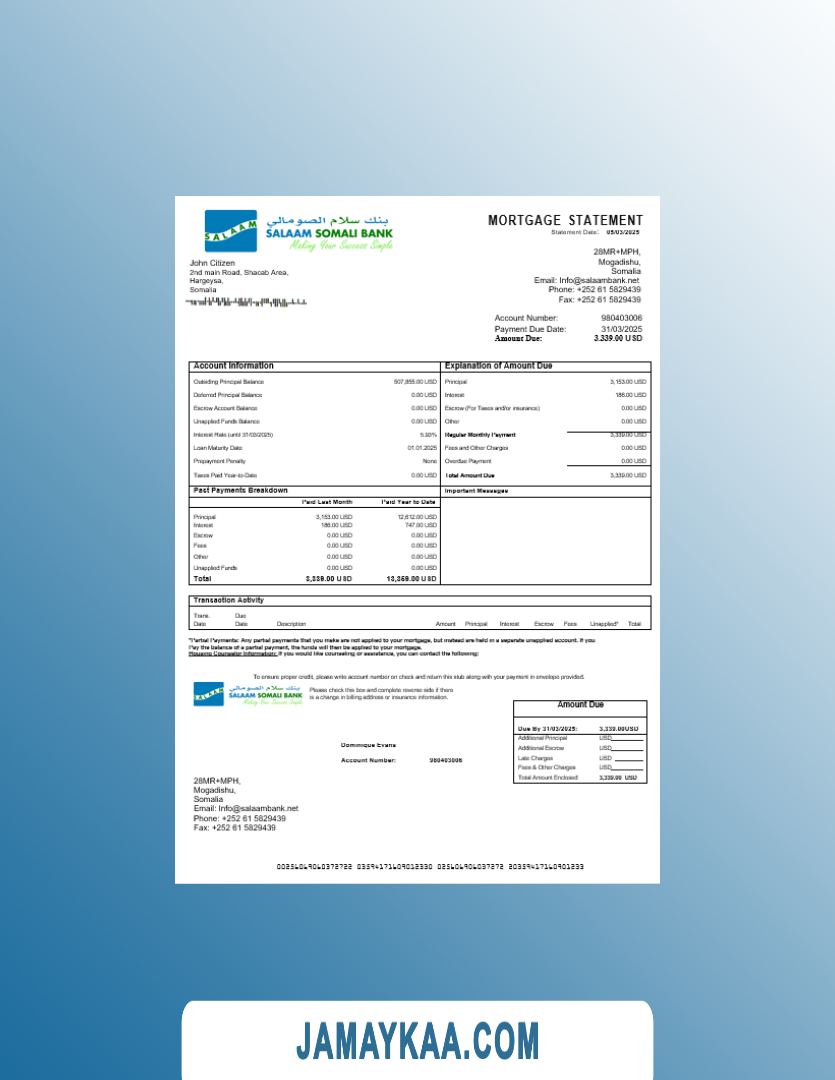 بنك سلام الصومالي
SALAAM
SALAAM SOMALI BANK
Making Your Success Simple
MORTGAGE STATEMENT
Statement Date: 05/03/2025
John Citizen
2nd main Road, Shacab Area,
Hargeysa,
Somalia
28MR+MPH,
Mogadishu,
Somalia
Email: Info@salaambank.net
Phone: +252 61 5829439
Fax: +252 61 5829439
Account Number: 980403006
Payment Due Date: 31/03/2025
Amount Due: 3.339.00 USD
Account Information
Outsiding Principal Balance 507,855.00 USD
Deferred Principal Balance 0.00 USD
Escrow Account Balance 0.00 USD
Unapplied Funds Balance 0.00 USD
Interest Rate (until 31/03/2025) 5.93%
Loan Maturity Date 01.01.2025
Prepayment Penalty None
Taxes Paid Year-to-Date 0.00 USD
Explanation of Amount Due
Principal 3,153.00 USD
Interest 186.00 USD
Escrow (For Taxes and/or insurance) 0.00 USD
Other 0.00 USD
Regular Monthly Payment 3,339.00 USD
Fees and Other Charges 0.00 USD
Overdue Payment 0.00 USD
Total Amount Due 3,339.00 USD
Past Payments Breakdown
Paid Last Month Paid Year to Date
Principal 3,153.00 USD 12,612.00 USD
Interest 186.00 USD 747.00 USD
Escrow 0.00 USD 0.00 USD
Fees 0.00 USD 0.00 USD
Other 0.00 USD 0.00 USD
Unapplied Funds 0.00 USD 0.00 USD
Total 3,339.00 USD 13,359.00 USD
Important Messages
Transaction Activity
Trans. Date Due Date Description Amount Principal Interest Escrow Fees Unapplied* Total
*Partial Payments: Any partial payments that you make are not applied to your mortgage, but instead are held in a separate unapplied account. If you
Pay the balance of a partial payment, the funds will then be applied to your mortgage.
Housing Counselor Information: If you would like counseling or assistance, you can contact the following:
To ensure proper credit, please write account number on check and return this stub along with your payment in envelope provided.
SALAAM
بنك سلام الصومالي
SALAAM SOMALI BANK
Making Your Success Simple
Please check this box and complete reverse side if there
is a change in billing address or insurance information.
Amount Due
Due By 31/03/2025: 3,339.00USD
Additional Principal USD
Additional Escrow USD
Late Charges USD
Fees & Other Charges USD
Total Amount Enclosed 3,339.00 USD
Dominique Evans
Account Number: 980403006
28MR+MPH,
Mogadishu,
Somalia
Email: Info@salaambank.net
Phone: +252 61 5829439
Fax: +252 61 5829439
JAMAYKAA.COM